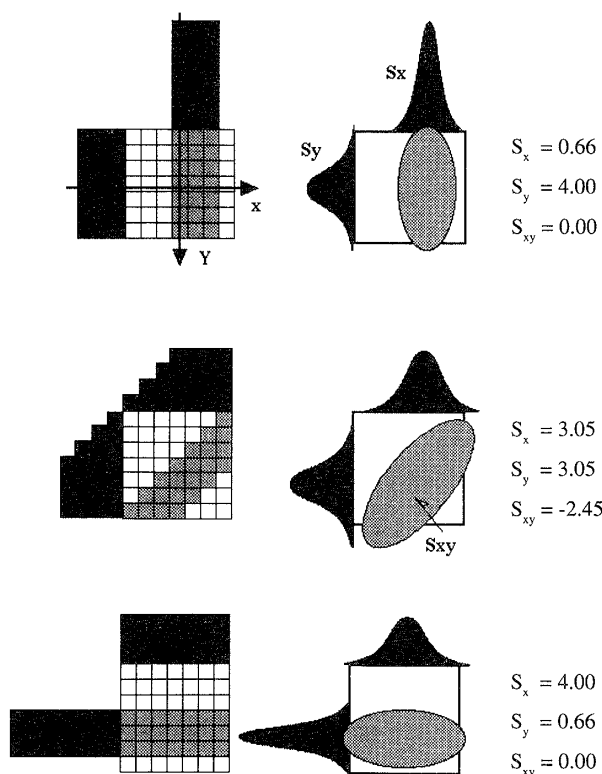 Sx
Sy
x
Y
S_x = 0.66
S_y = 4.00
S_xy = 0.00
S_x = 3.05
S_y = 3.05
S_xy = -2.45
Sxy
S_x = 4.00
S_y = 0.66
S_xy = 0.00